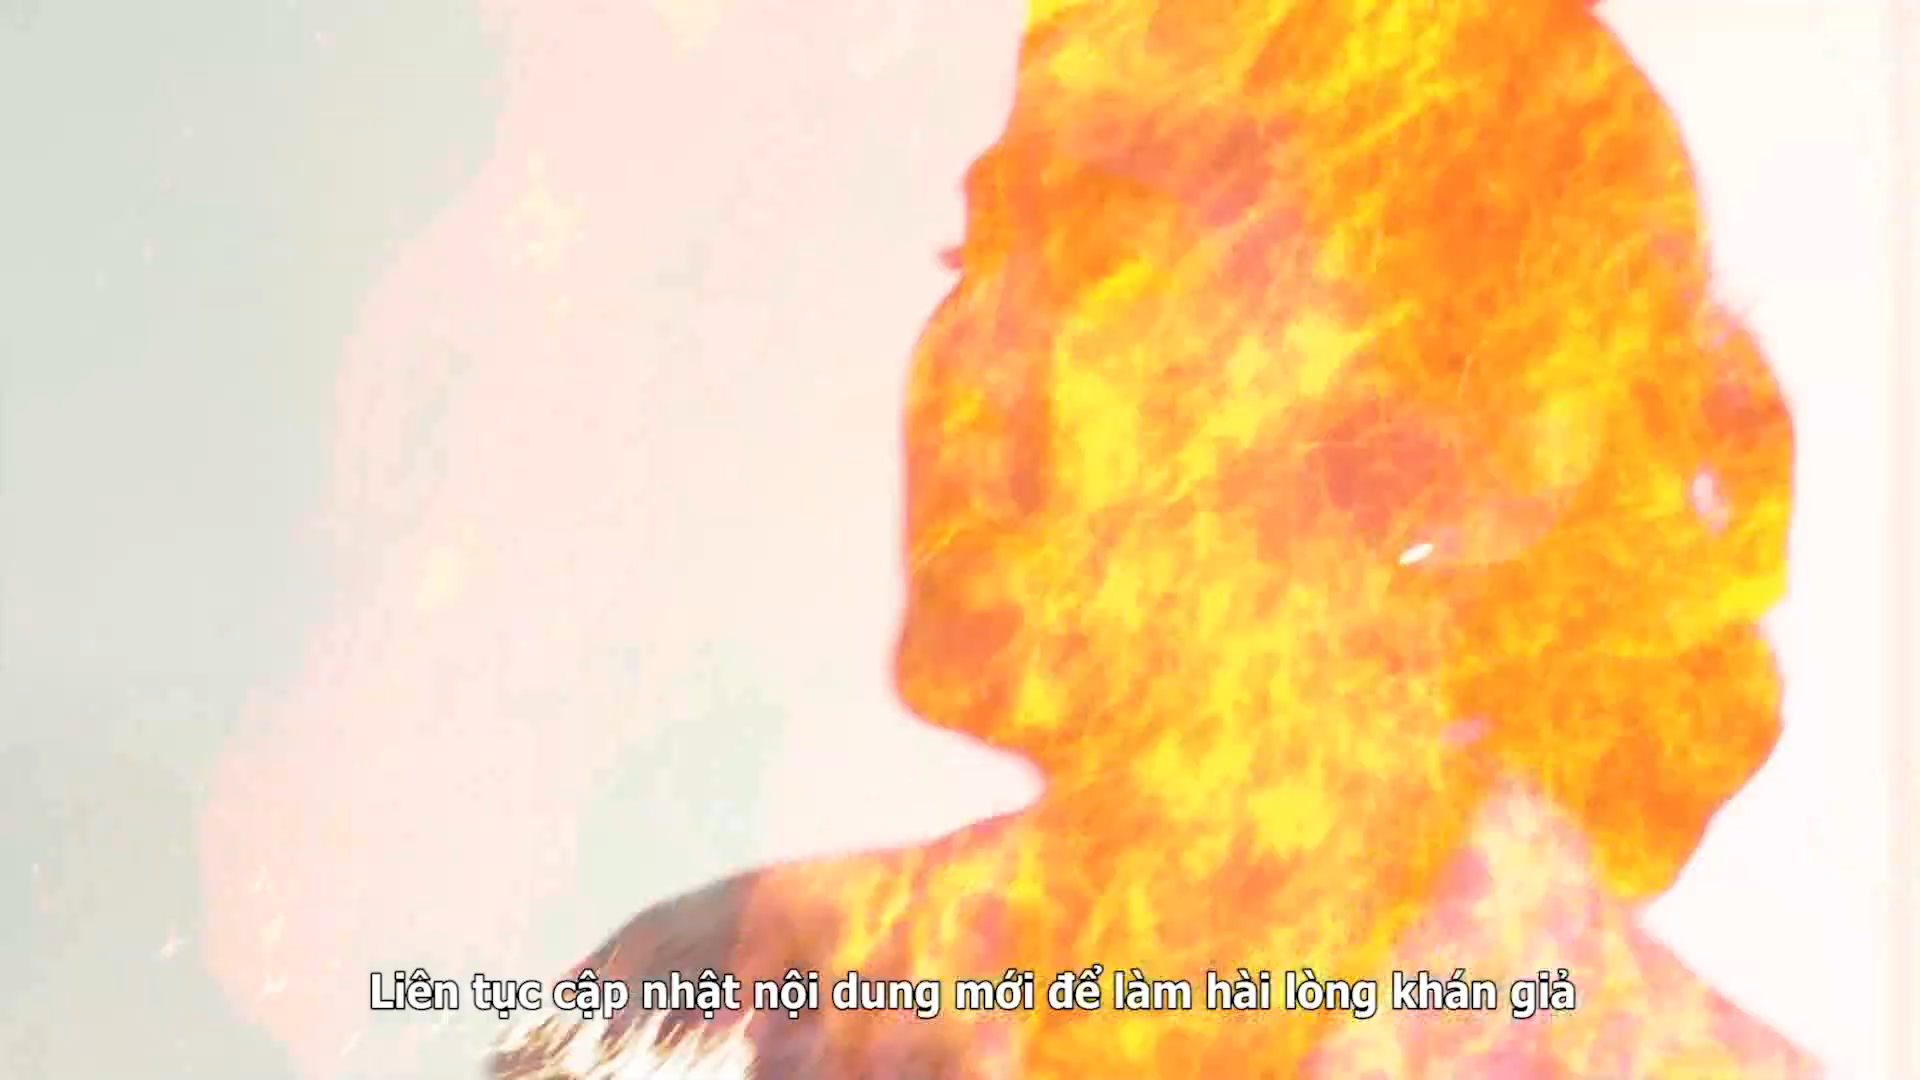 Liên tục cập nhật nội dung mới để làm hài lòng khán giả